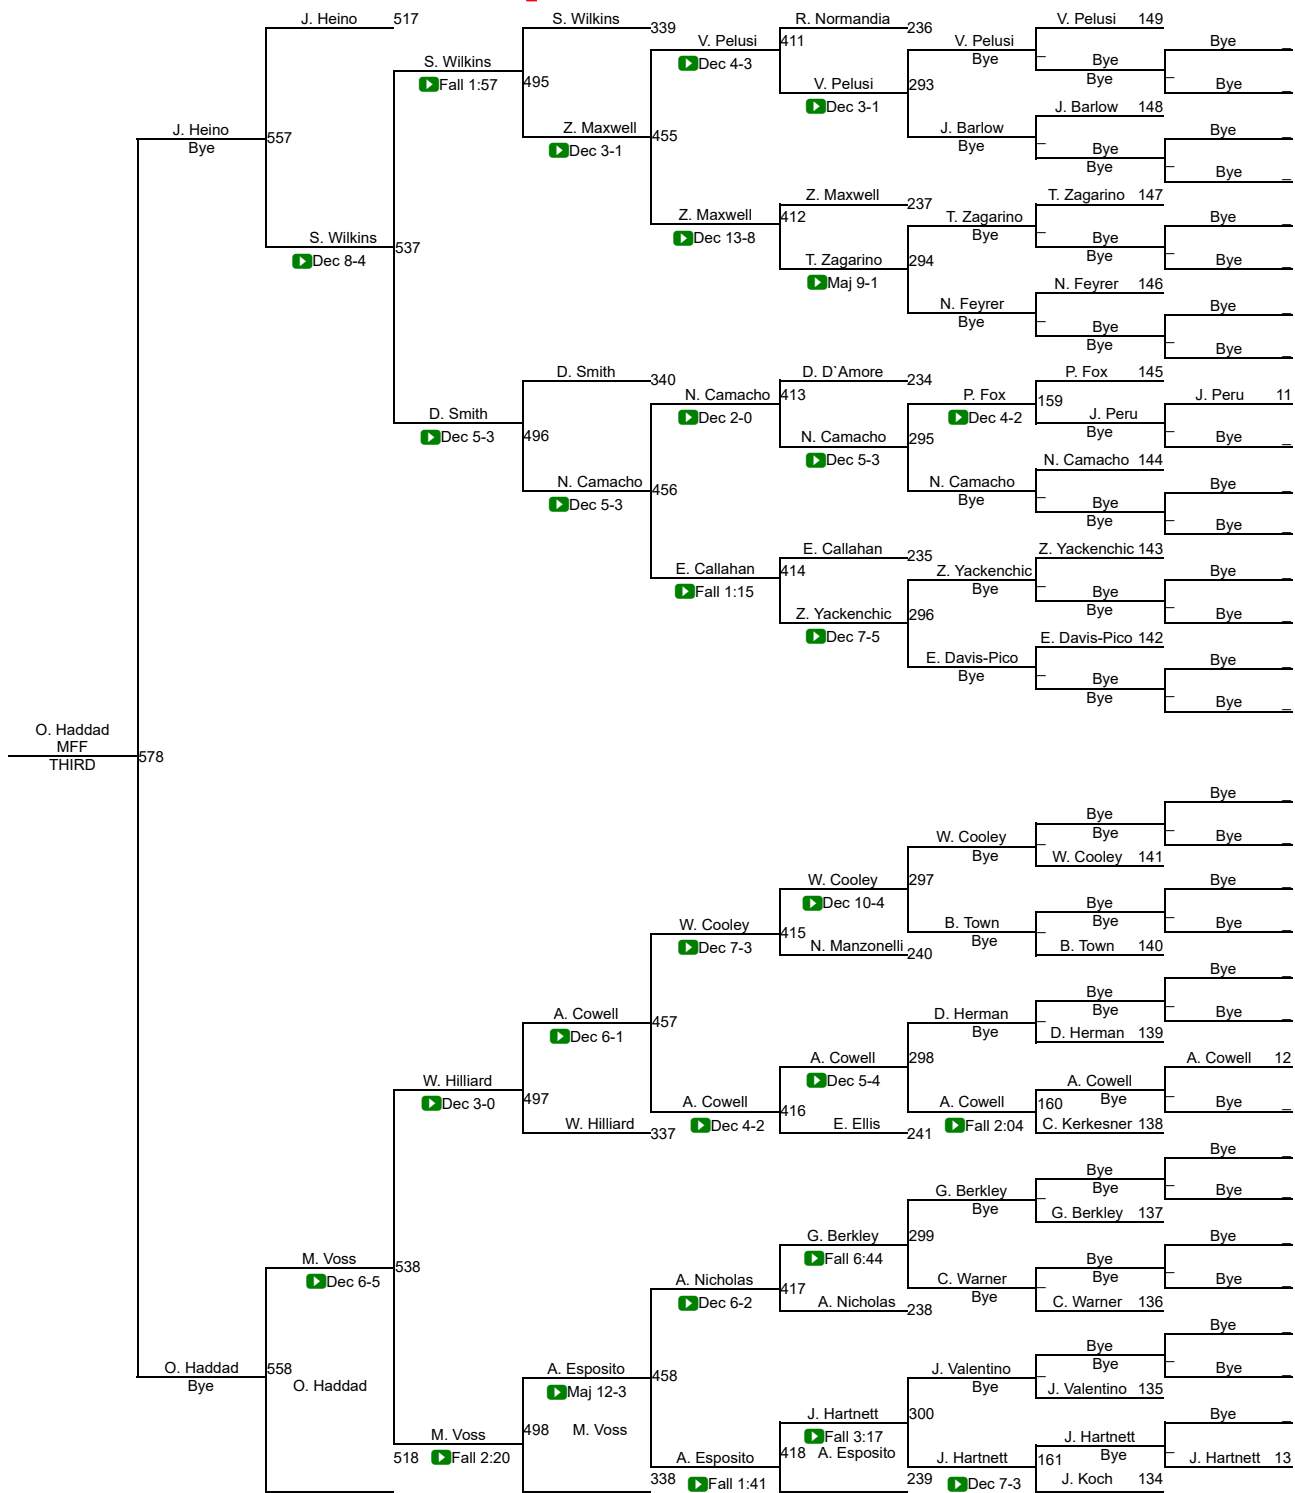 J. Heino 517
S. Wilkins
339
R. Normandia
236
V. Pelusi 149
V. Pelusi
Bye
Bye _
411
V. Pelusi
Dec 4-3
Bye
_
Bye
Bye
Bye _
S. Wilkins
Fall 1:57
495
V. Pelusi
Dec 3-1
293
J. Barlow 148
J. Heino
Bye
557
Z. Maxwell
Dec 3-1
455
J. Barlow
Bye
Bye _
_
Bye
Bye
Bye _
Z. Maxwell
237
T. Zagarino 147
Z. Maxwell
Dec 13-8
412
T. Zagarino
Bye
Bye _
_
Bye
Bye
Bye _
S. Wilkins
Dec 8-4
537
T. Zagarino
Maj 9-1
294
N. Feyrer 146
N. Feyrer
Bye
Bye _
_
Bye
Bye
Bye _
D. Smith
340
D. D`Amore
234
P. Fox 145
N. Camacho
Dec 2-0
413
P. Fox
Dec 4-2
159
J. Peru 11
J. Peru
Bye
D. Smith
Dec 5-3
496
N. Camacho
Dec 5-3
295
Bye _
N. Camacho 144
N. Camacho
Dec 5-3
456
N. Camacho
Bye
Bye _
_
Bye
Bye
Bye _
E. Callahan
235
Z. Yackenchic 143
E. Callahan
Fall 1:15
414
Z. Yackenchic
Bye
Bye _
_
Bye
Bye
Bye _
Z. Yackenchic
Dec 7-5
296
E. Davis-Pico 142
E. Davis-Pico
Bye
Bye _
_
Bye
Bye
Bye _
O. Haddad
MFF
THIRD
578
Bye _
Bye
Bye
_
Bye _
W. Cooley
Bye
_
W. Cooley 141
W. Cooley
Dec 10-4
297
Bye _
Bye
Bye
_
Bye _
W. Cooley
Dec 7-3
415
B. Town
Bye
_
N. Manzonelli
240
B. Town 140
Bye _
Bye
Bye
_
Bye _
A. Cowell
Dec 6-1
457
D. Herman
Bye
_
D. Herman 139
A. Cowell
Dec 5-4
298
A. Cowell 12
W. Hilliard
Dec 3-0
497
A. Cowell
Bye
Bye _
A. Cowell
Dec 4-2
416
A. Cowell
Fall 2:04
160
W. Hilliard
337
E. Ellis
241
C. Kerkesner 138
Bye _
Bye
Bye
_
Bye _
G. Berkley
Bye
_
G. Berkley 137
G. Berkley
Fall 6:44
299
Bye _
M. Voss
Dec 6-5
538
Bye
Bye
_
Bye _
A. Nicholas
Dec 6-2
417
C. Warner
Bye
_
A. Nicholas
238
C. Warner 136
Bye _
Bye
Bye
_
Bye _
O. Haddad
Bye
558
O. Haddad
A. Esposito
Maj 12-3
458
J. Valentino
Bye
_
J. Valentino 135
M. Voss
Fall 2:20
498
M. Voss
J. Hartnett
Fall 3:17
300
Bye _
J. Hartnett
Bye
_
518
A. Esposito
Fall 1:41
418
A. Esposito
J. Hartnett
Dec 7-3
161
J. Hartnett 13
338
239
J. Koch 134